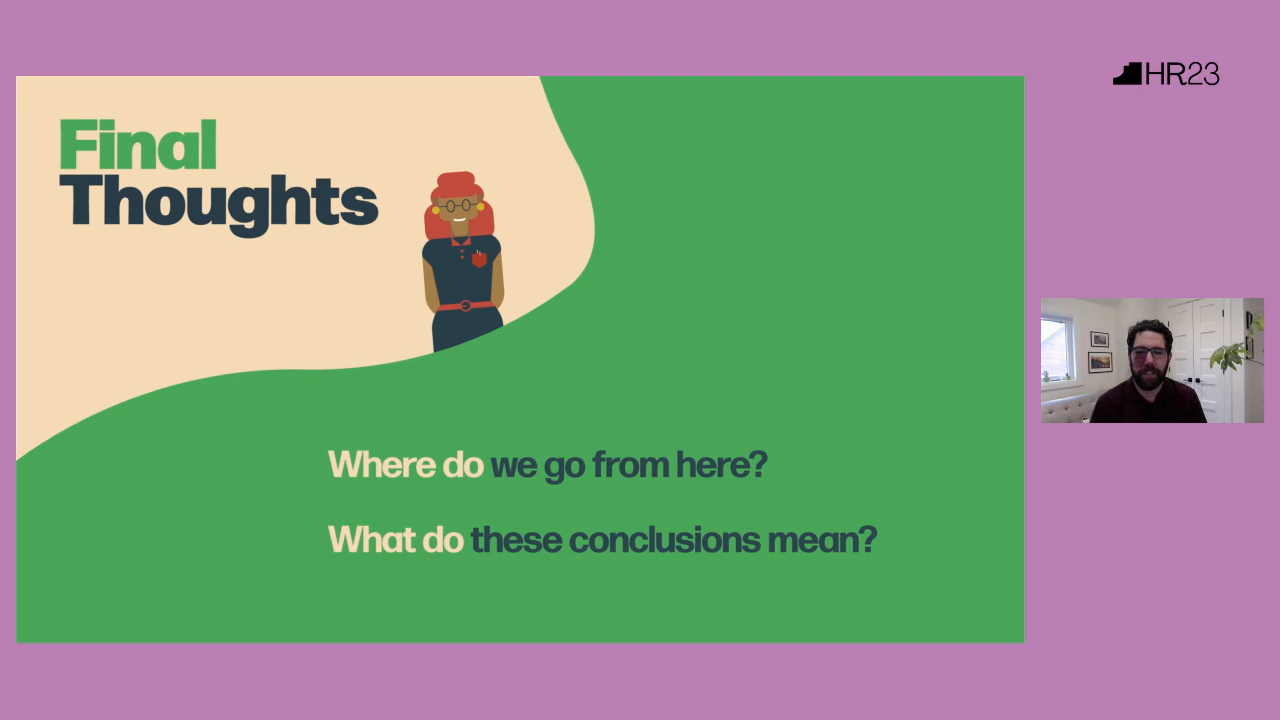 HR23
Final
Thoughts
Where do we go from here?
What do these conclusions mean?